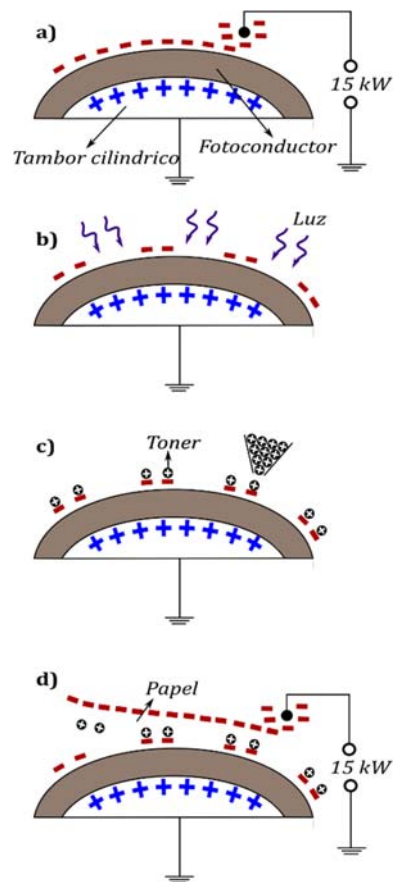 a)
15 kW
Tambor cilindrico
Fotoconductor
b)
Luz
c)
Toner
d)
Papel
15 kW